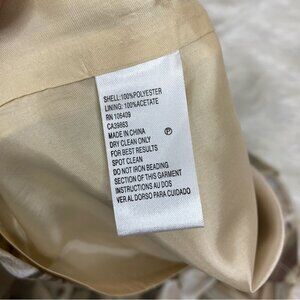 SHELL: 100%POLYESTER
LINING: 100%ACETATE
RN 106409
CA39863
MADE IN CHINA
DRY CLEAN ONLY
P
FOR BEST RESULTS
SPOT CLEAN
DO NOT IRON BEADING
SECTION OF THIS GARMENT
INSTRUCTIONS AU DOS
VER AL DORSO PARA CUIDADO